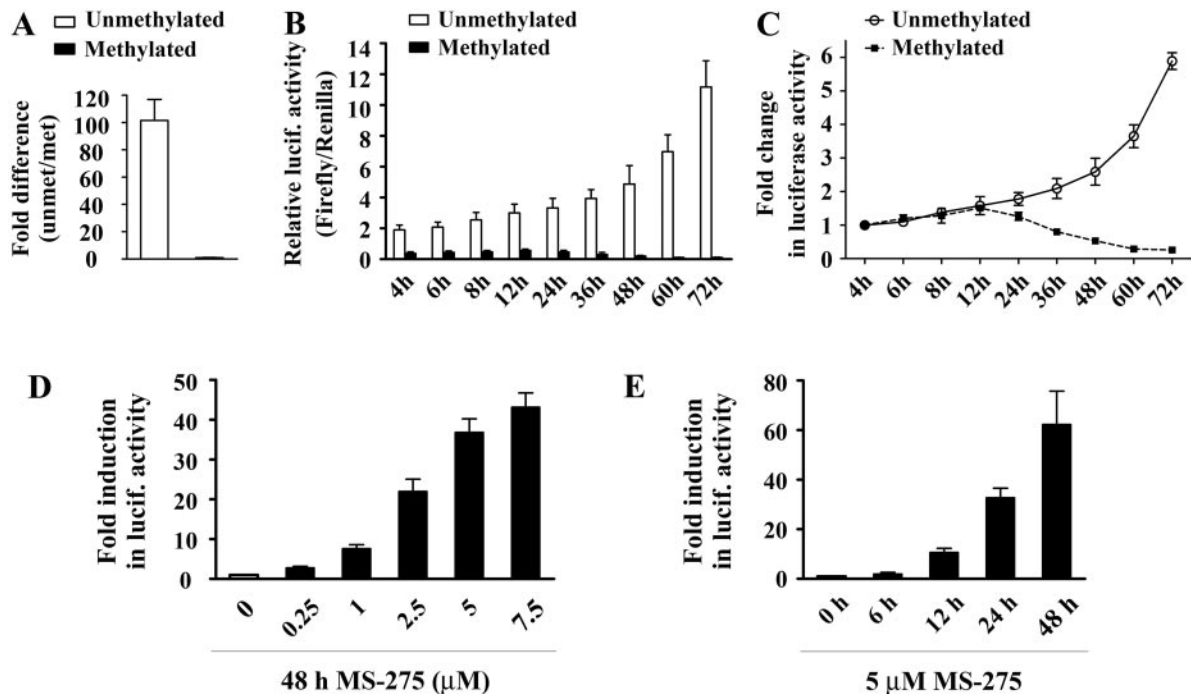 A
Unmethylated
Methylated
Fold difference
(unmet/met)
120
100
80
60
40
20
0
B
Unmethylated
Methylated
Relative lucif. activity
(Firefly/Renilla)
14
12
10
8
6
4
2
0
4h 6h 8h 12h 24h 36h 48h 60h 72h
C
Unmethylated
Methylated
Fold change
in luciferase activity
6
5
4
3
2
1
0
4h 6h 8h 12h 24h 36h 48h 60h 72h
D
Fold induction
in lucif. activity
50
40
30
20
10
0
0 0.25 1 2.5 5 7.5
48 h MS-275 (μM)
E
Fold induction
in lucif. activity
80
60
40
20
0
0 h 6 h 12 h 24 h 48 h
5 μM MS-275